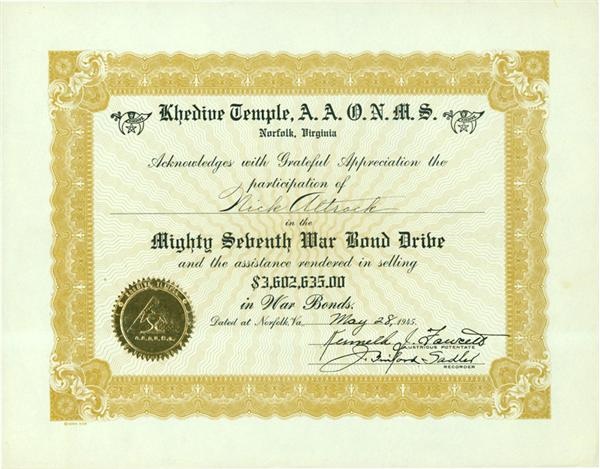 Khedive Temple, A. A. O. N. M. S.
Norfolk, Virginia
Acknowledges with Grateful Appreciation the
participation of
Nick Altrock
in the
Mighty Seventh War Bond Drive
and the assistance rendered in selling
$3,602,635.00
in War Bonds.
Dated at Norfolk, Va. May 28, 1945.
Kenneth J. Fawcett
ILLUSTRIOUS POTENTATE
J. Sadler
RECORDER